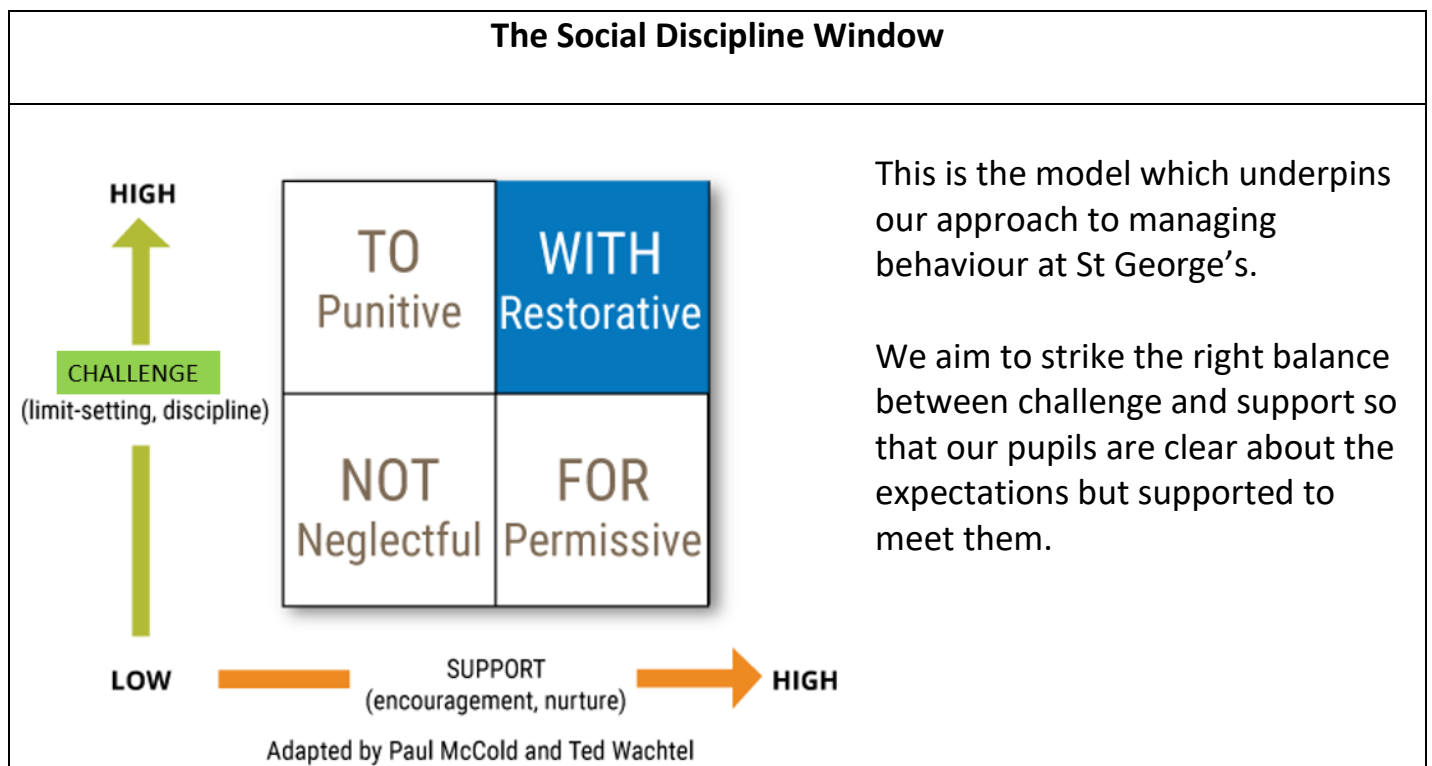 The Social Discipline Window
HIGH
CHALLENGE
(limit-setting, discipline)
LOW
TO
Punitive
WITH
Restorative
NOT
Neglectful
FOR
Permissive
SUPPORT
(encouragement, nurture)
HIGH
Adapted by Paul McCold and Ted Wachtel
This is the model which underpins
our approach to managing
behaviour at St George’s.
We aim to strike the right balance
between challenge and support so
that our pupils are clear about the
expectations but supported to
meet them.